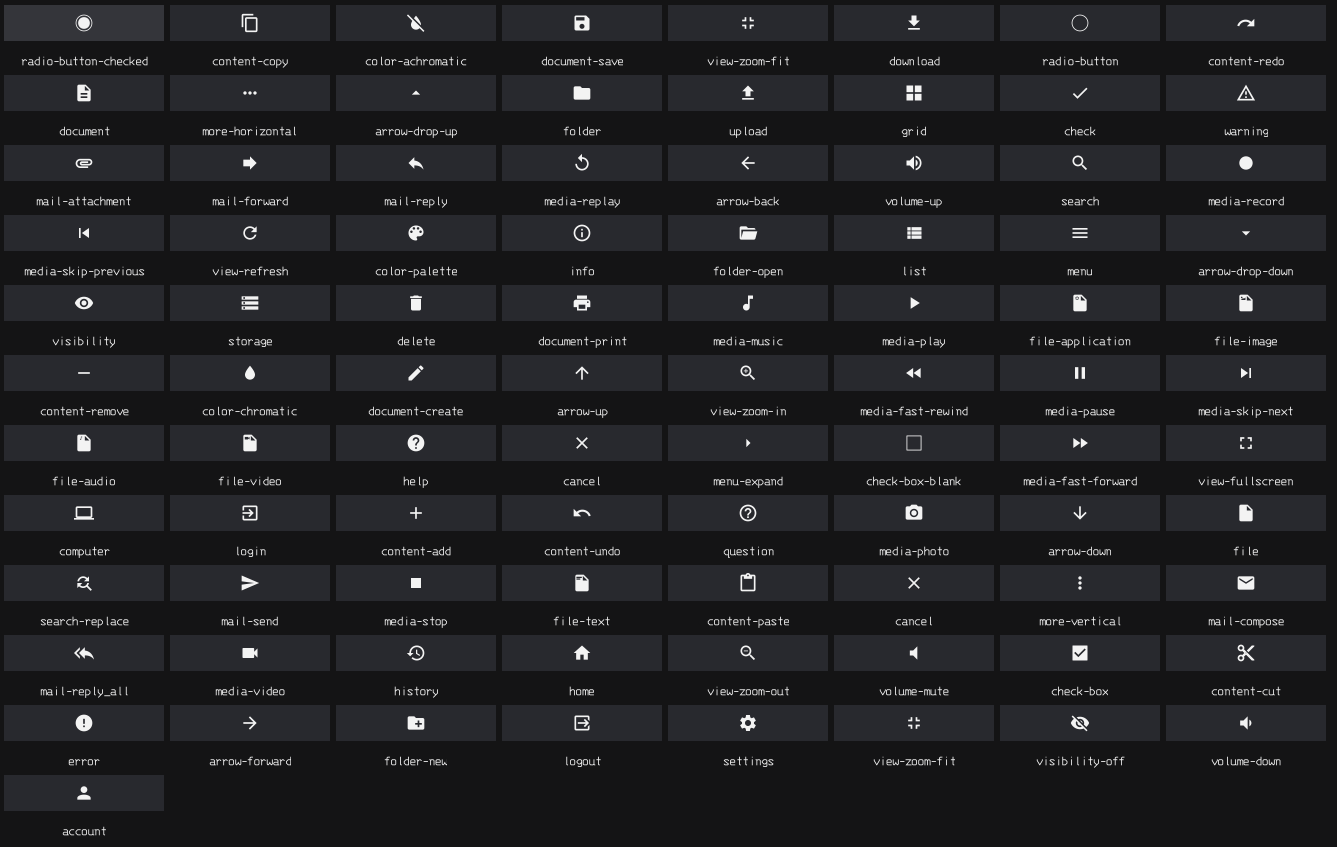 radio-button-checked content-copy color-achromatic document-save view-zoom-fit download radio-button content-redo
document more-horizontal arrow-drop-up folder upload grid check warning
mail-attachment mail-forward mail-reply media-replay arrow-back volume-up search media-record
media-skip-previous view-refresh color-palette info folder-open list menu arrow-drop-down
visibility storage delete document-print media-music media-play file-application file-image
content-remove color-chromatic document-create arrow-up view-zoom-in media-fast-rewind media-pause media-skip-next
file-audio file-video help cancel menu-expand check-box-blank media-fast-forward view-fullscreen
computer login content-add content-undo question media-photo arrow-down file
search-replace mail-send media-stop file-text content-paste cancel more-vertical mail-compose
mail-reply_all media-video history home view-zoom-out volume-mute check-box content-cut
error arrow-forward folder-new logout settings view-zoom-fit visibility-off volume-down
account